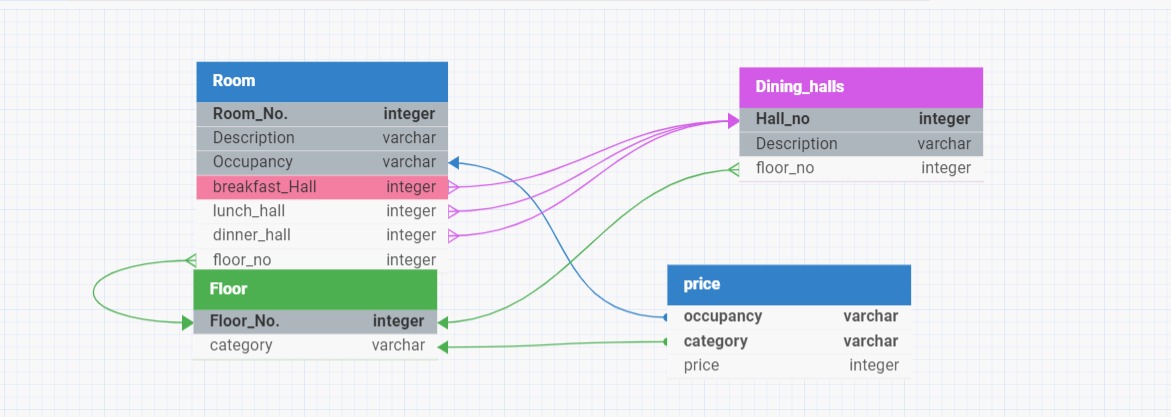 Room
Room_No. integer
Description varchar
Occupancy varchar
breakfast_Hall integer
lunch_hall integer
dinner_hall integer
floor_no integer
Floor
Floor_No. integer
category varchar
Dining_halls
Hall_no integer
Description varchar
floor_no integer
price
occupancy varchar
category varchar
price integer